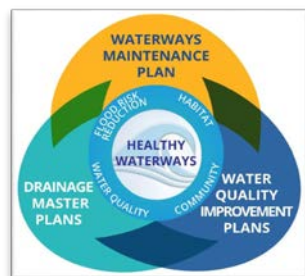 WATERWAYS
MAINTENANCE
PLAN
FLOOD RISK
REDUCTION
HABITAT
HEALTHY
WATERWAYS
WATER QUALITY
COMMUNITY
DRAINAGE
MASTER
PLANS
WATER
QUALITY
IMPROVEMENT
PLANS